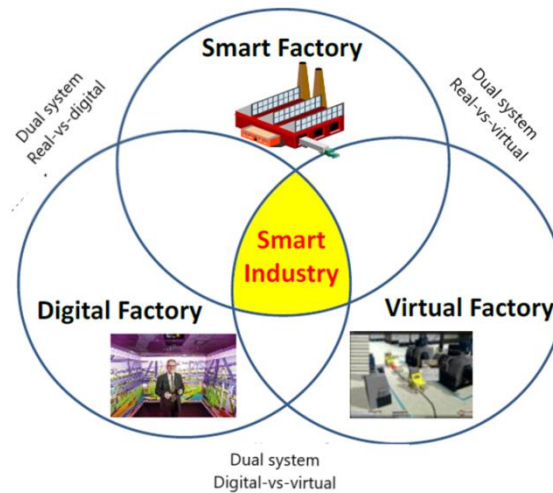 Smart Factory
Dual system
Real-vs-digital
Dual system
Real-vs-virtual
Smart
Industry
Digital Factory
Virtual Factory
Dual system
Digital-vs-virtual